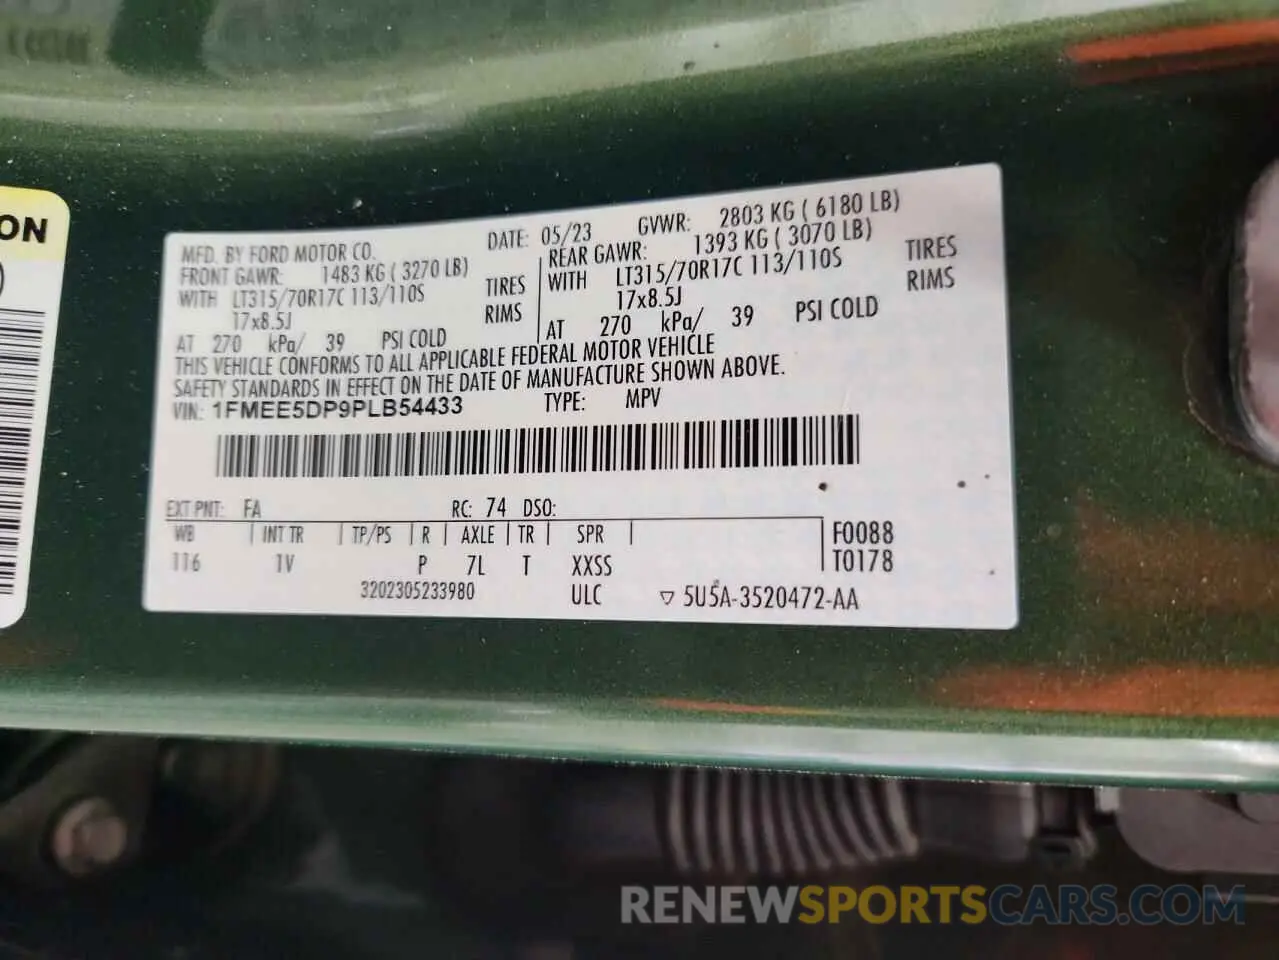 ON
)
MFD. BY FORD MOTOR CO. DATE: 05/23 GVWR: 2803 KG ( 6180 LB)
FRONT GAWR: 1483 KG ( 3270 LB) REAR GAWR: 1393 KG ( 3070 LB)
WITH LT315/70R17C 113/110S TIRES WITH LT315/70R17C 113/110S TIRES
17x8.5J RIMS 17x8.5J RIMS
AT 270 kPa/ 39 PSI COLD AT 270 kPa/ 39 PSI COLD
THIS VEHICLE CONFORMS TO ALL APPLICABLE FEDERAL MOTOR VEHICLE
SAFETY STANDARDS IN EFFECT ON THE DATE OF MANUFACTURE SHOWN ABOVE.
VIN: 1FMEE5DP9PLB54433 TYPE: MPV
EXT PNT: FA RC: 74 DSO:
WB INT TR TP/PS R AXLE TR SPR F0088
116 1V P 7L T XXSS T0178
3202305233980 ULC ▽ 5U5A-3520472-AA
RENEWSPORTSCARS.COM